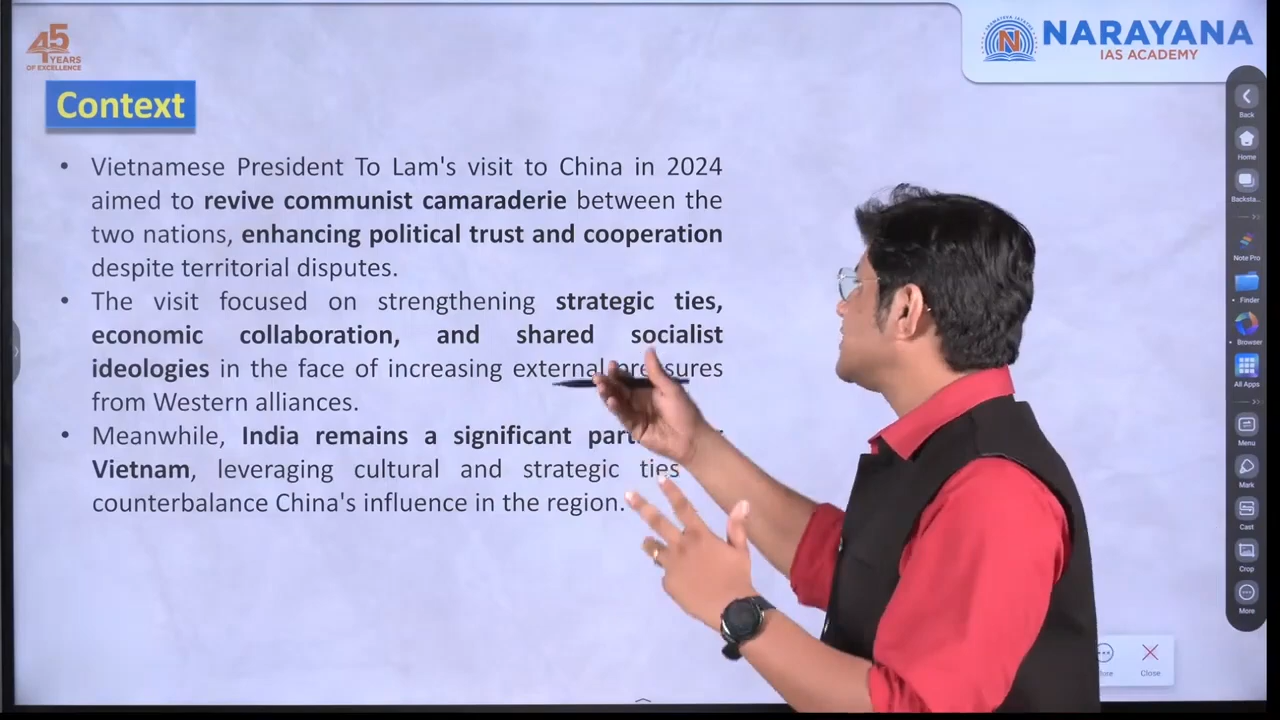 45
YEARS
OF EXCELLENCE
NARAYANA
IAS ACADEMY
N
Context
• Vietnamese President To Lam's visit to China in 2024
aimed to revive communist camaraderie between the
two nations, enhancing political trust and cooperation
despite territorial disputes.
• The visit focused on strengthening strategic ties,
economic collaboration, and shared socialist
ideologies in the face of increasing external pressures
from Western alliances.
• Meanwhile, India remains a significant
Vietnam, leveraging cultural and strategic ties
counterbalance China's influence in the region.
Back
Home
Backsta...
Note Pro
Finder
Browser
All Apps
Menu
Mark
Cast
Crop
More
Close